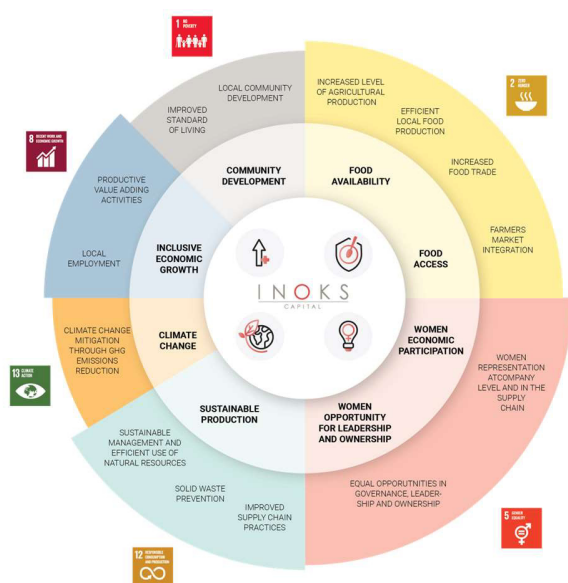 1 NO
POVERTY
2 ZERO
HUNGER
8 DECENT WORK AND
ECONOMIC GROWTH
13 CLIMATE
ACTION
12 RESPONSIBLE
CONSUMPTION
AND PRODUCTION
5 GENDER
EQUALITY
IMPROVED
STANDARD
OF LIVING
LOCAL COMMUNITY
DEVELOPMENT
INCREASED LEVEL
OF AGRICULTURAL
PRODUCTION
EFFICIENT
LOCAL FOOD
PRODUCTION
INCREASED
FOOD TRADE
FARMERS
MARKET
INTEGRATION
PRODUCTIVE
VALUE ADDING
ACTIVITIES
LOCAL
EMPLOYMENT
COMMUNITY
DEVELOPMENT
FOOD
AVAILABILITY
INCLUSIVE
ECONOMIC
GROWTH
FOOD
ACCESS
INOKS
CAPITAL
CLIMATE
CHANGE
WOMEN
ECONOMIC
PARTICIPATION
SUSTAINABLE
PRODUCTION
WOMEN
OPPORTUNITY
FOR LEADERSHIP
AND OWNERSHIP
CLIMATE CHANGE
MITIGATION
THROUGH GHG
EMISSIONS
REDUCTION
WOMEN
REPRESENTATION
ATCOMPANY
LEVEL AND IN THE
SUPPLY
CHAIN
SUSTAINABLE
MANAGEMENT AND
EFFICIENT USE OF
NATURAL RESOURCES
SOLID WASTE
PREVENTION
IMPROVED
SUPPLY CHAIN
PRACTICES
EQUAL OPPORUTNITIES IN
GOVERNANCE, LEADER-
SHIP AND OWNERSHIP